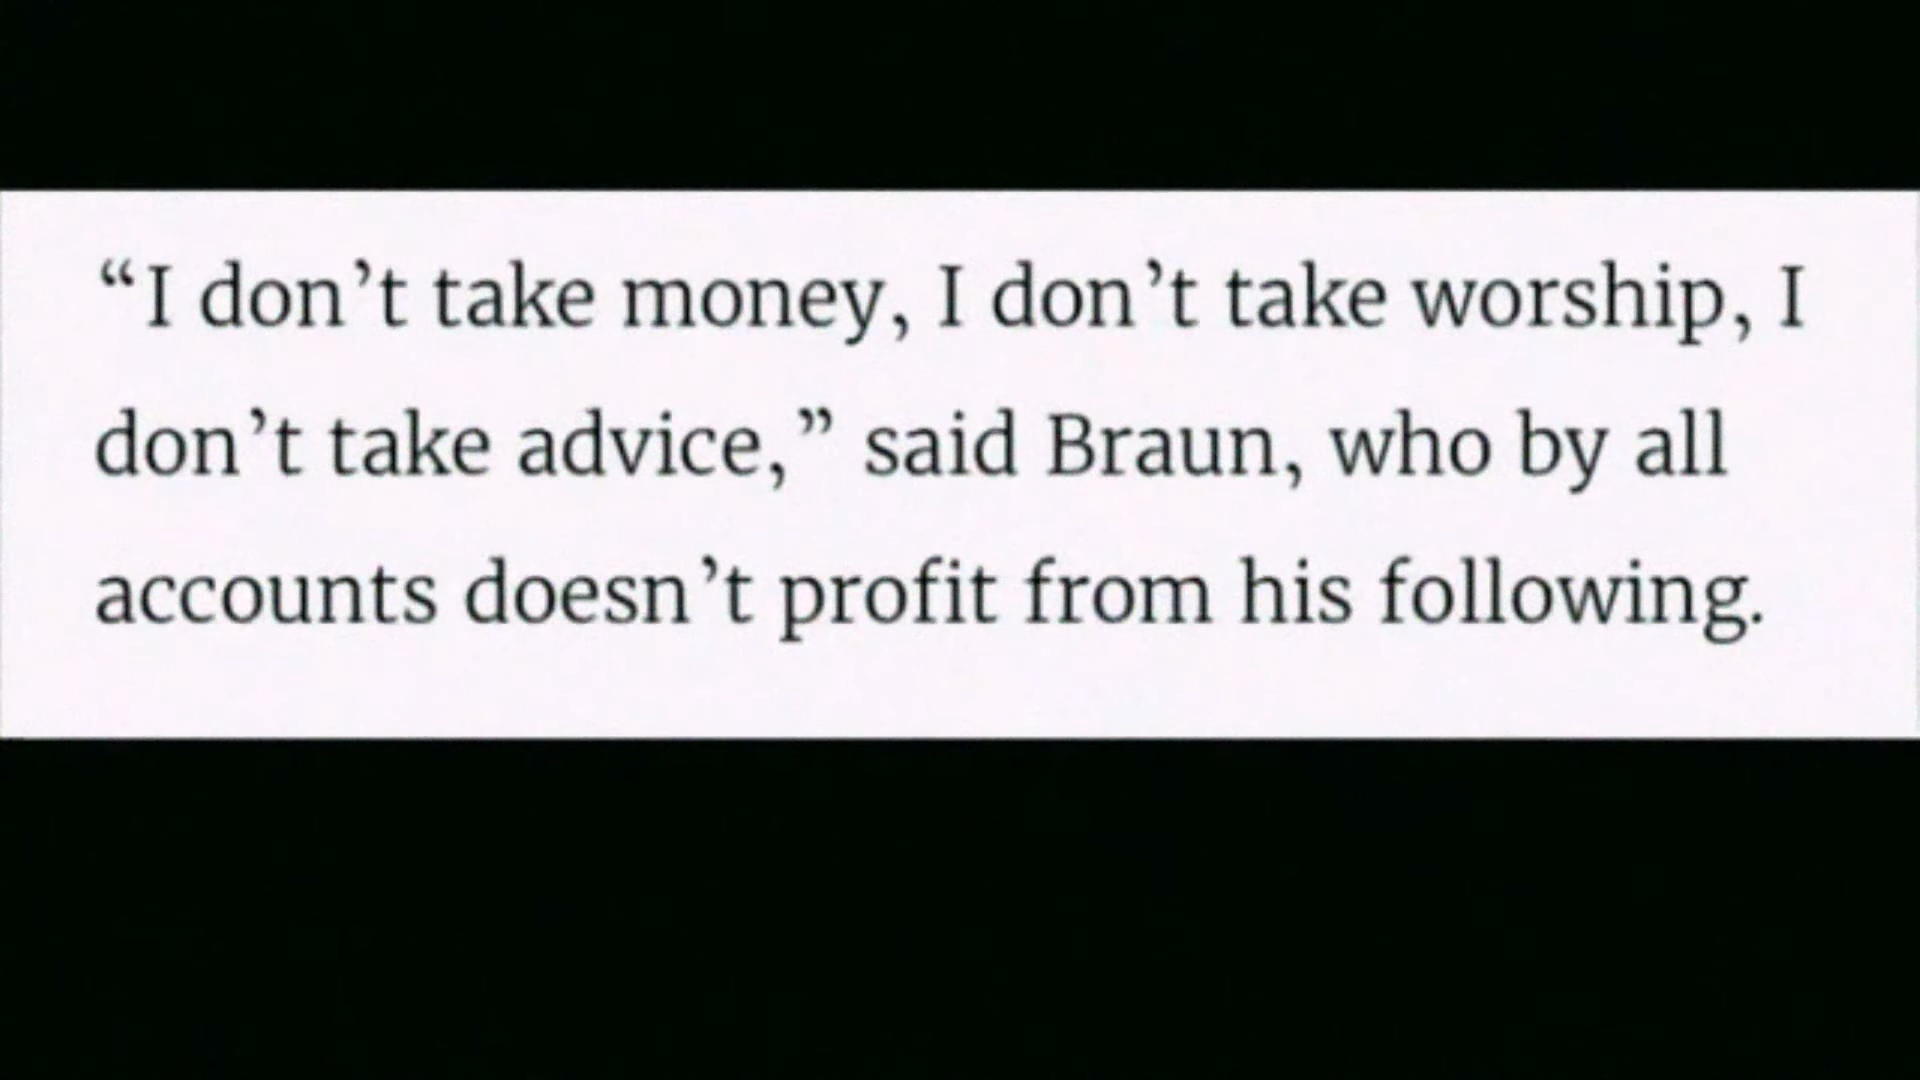 “I don’t take money, I don’t take worship, I
don’t take advice,” said Braun, who by all
accounts doesn’t profit from his following.